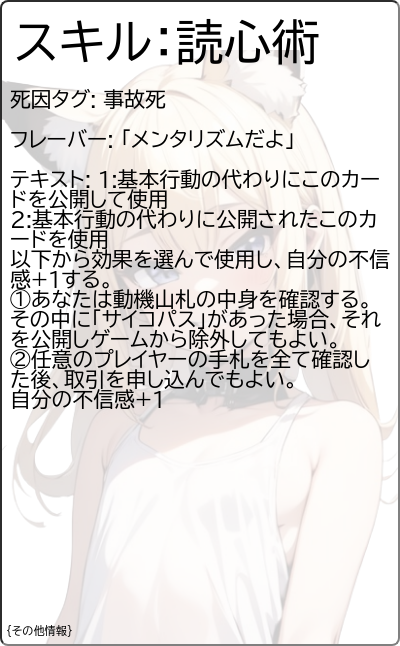 スキル：読心術
死因タグ: 事故死
フレーバー: 「メンタリズムだよ」
テキスト: 1:基本行動の代わりにこのカー
ドを公開して使用
2:基本行動の代わりに公開されたこのカ
ードを使用
以下から効果を選んで使用し、自分の不信
感+1する。
①あなたは動機山札の中身を確認する。
その中に「サイコパス」があった場合、それ
を公開しゲームから除外してもよい。
②任意のプレイヤーの手札を全て確認し
た後、取引を申し込んでもよい。
自分の不信感+1
{その他情報}